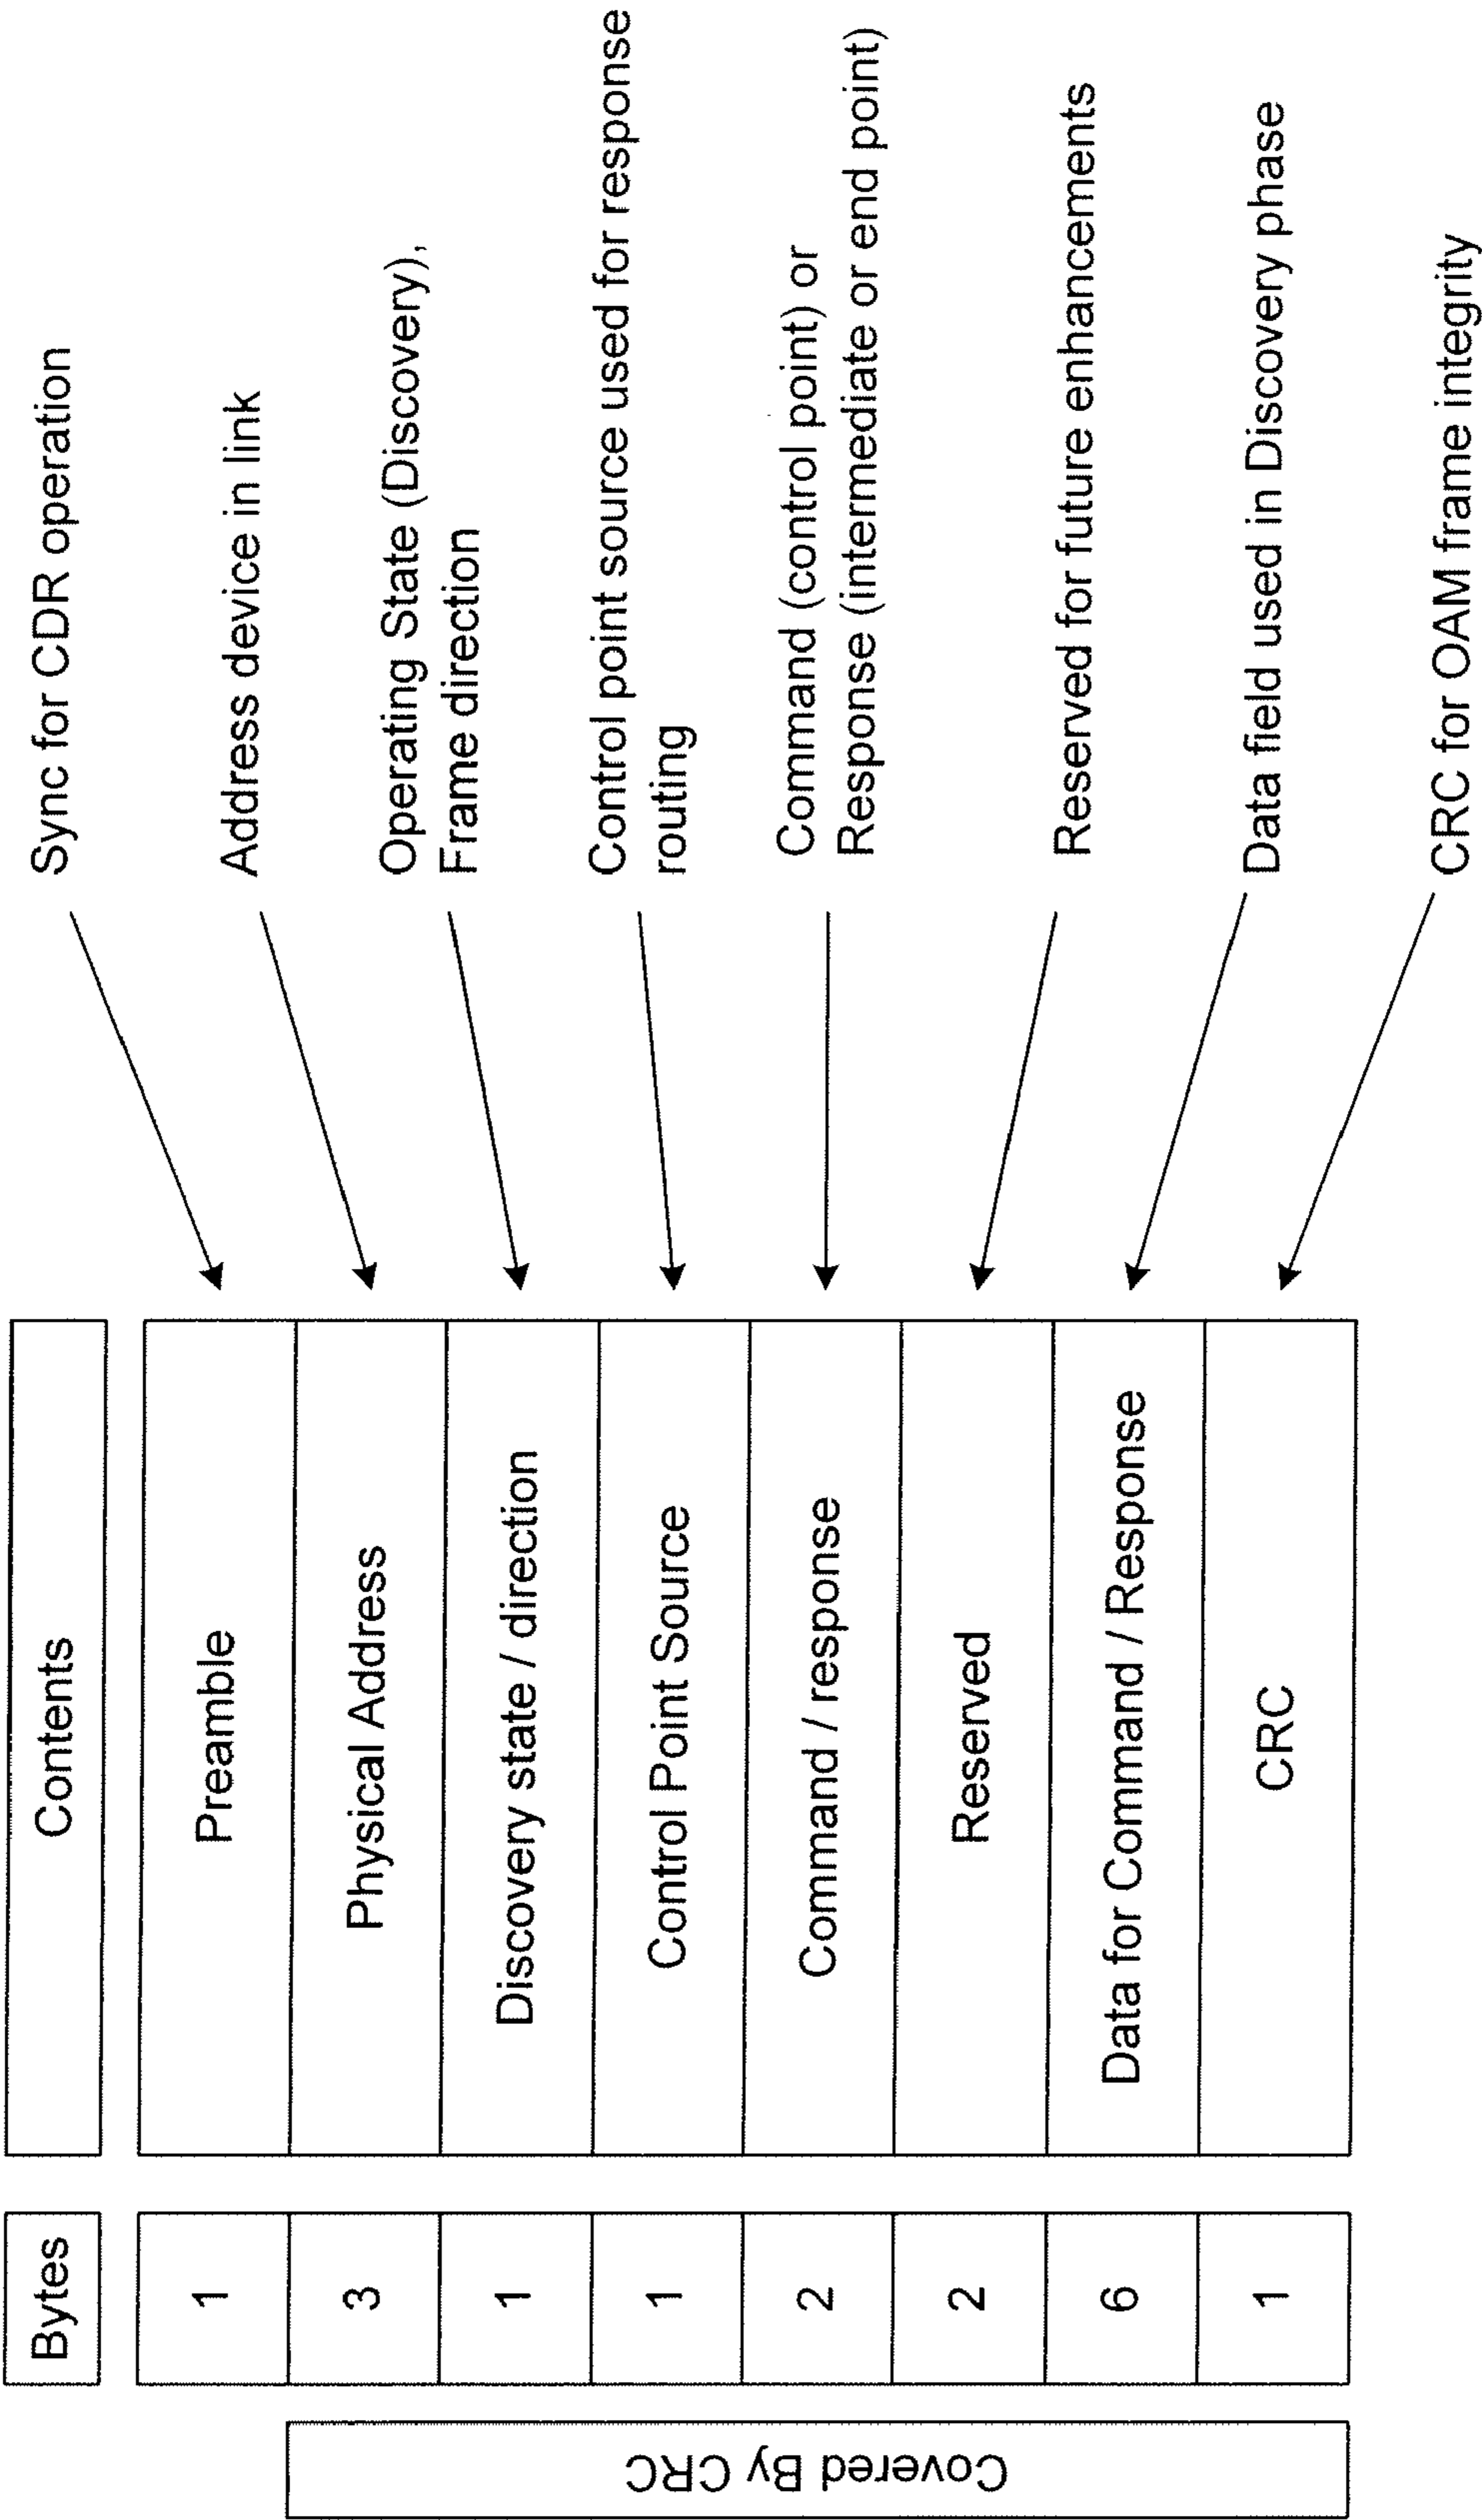 Bytes
Contents
1
Preamble
Sync for CDR operation
3
Physical Address
Address device in link
1
Discovery state / direction
Operating State (Discovery),
Frame direction
1
Control Point Source
Control point source used for response
routing
2
Command / response
Command (control point) or
Response (intermediate or end point)
2
Reserved
Reserved for future enhancements
6
Data for Command / Response
Data field used in Discovery phase
1
CRC
CRC for OAM frame integrity
Covered By CRC